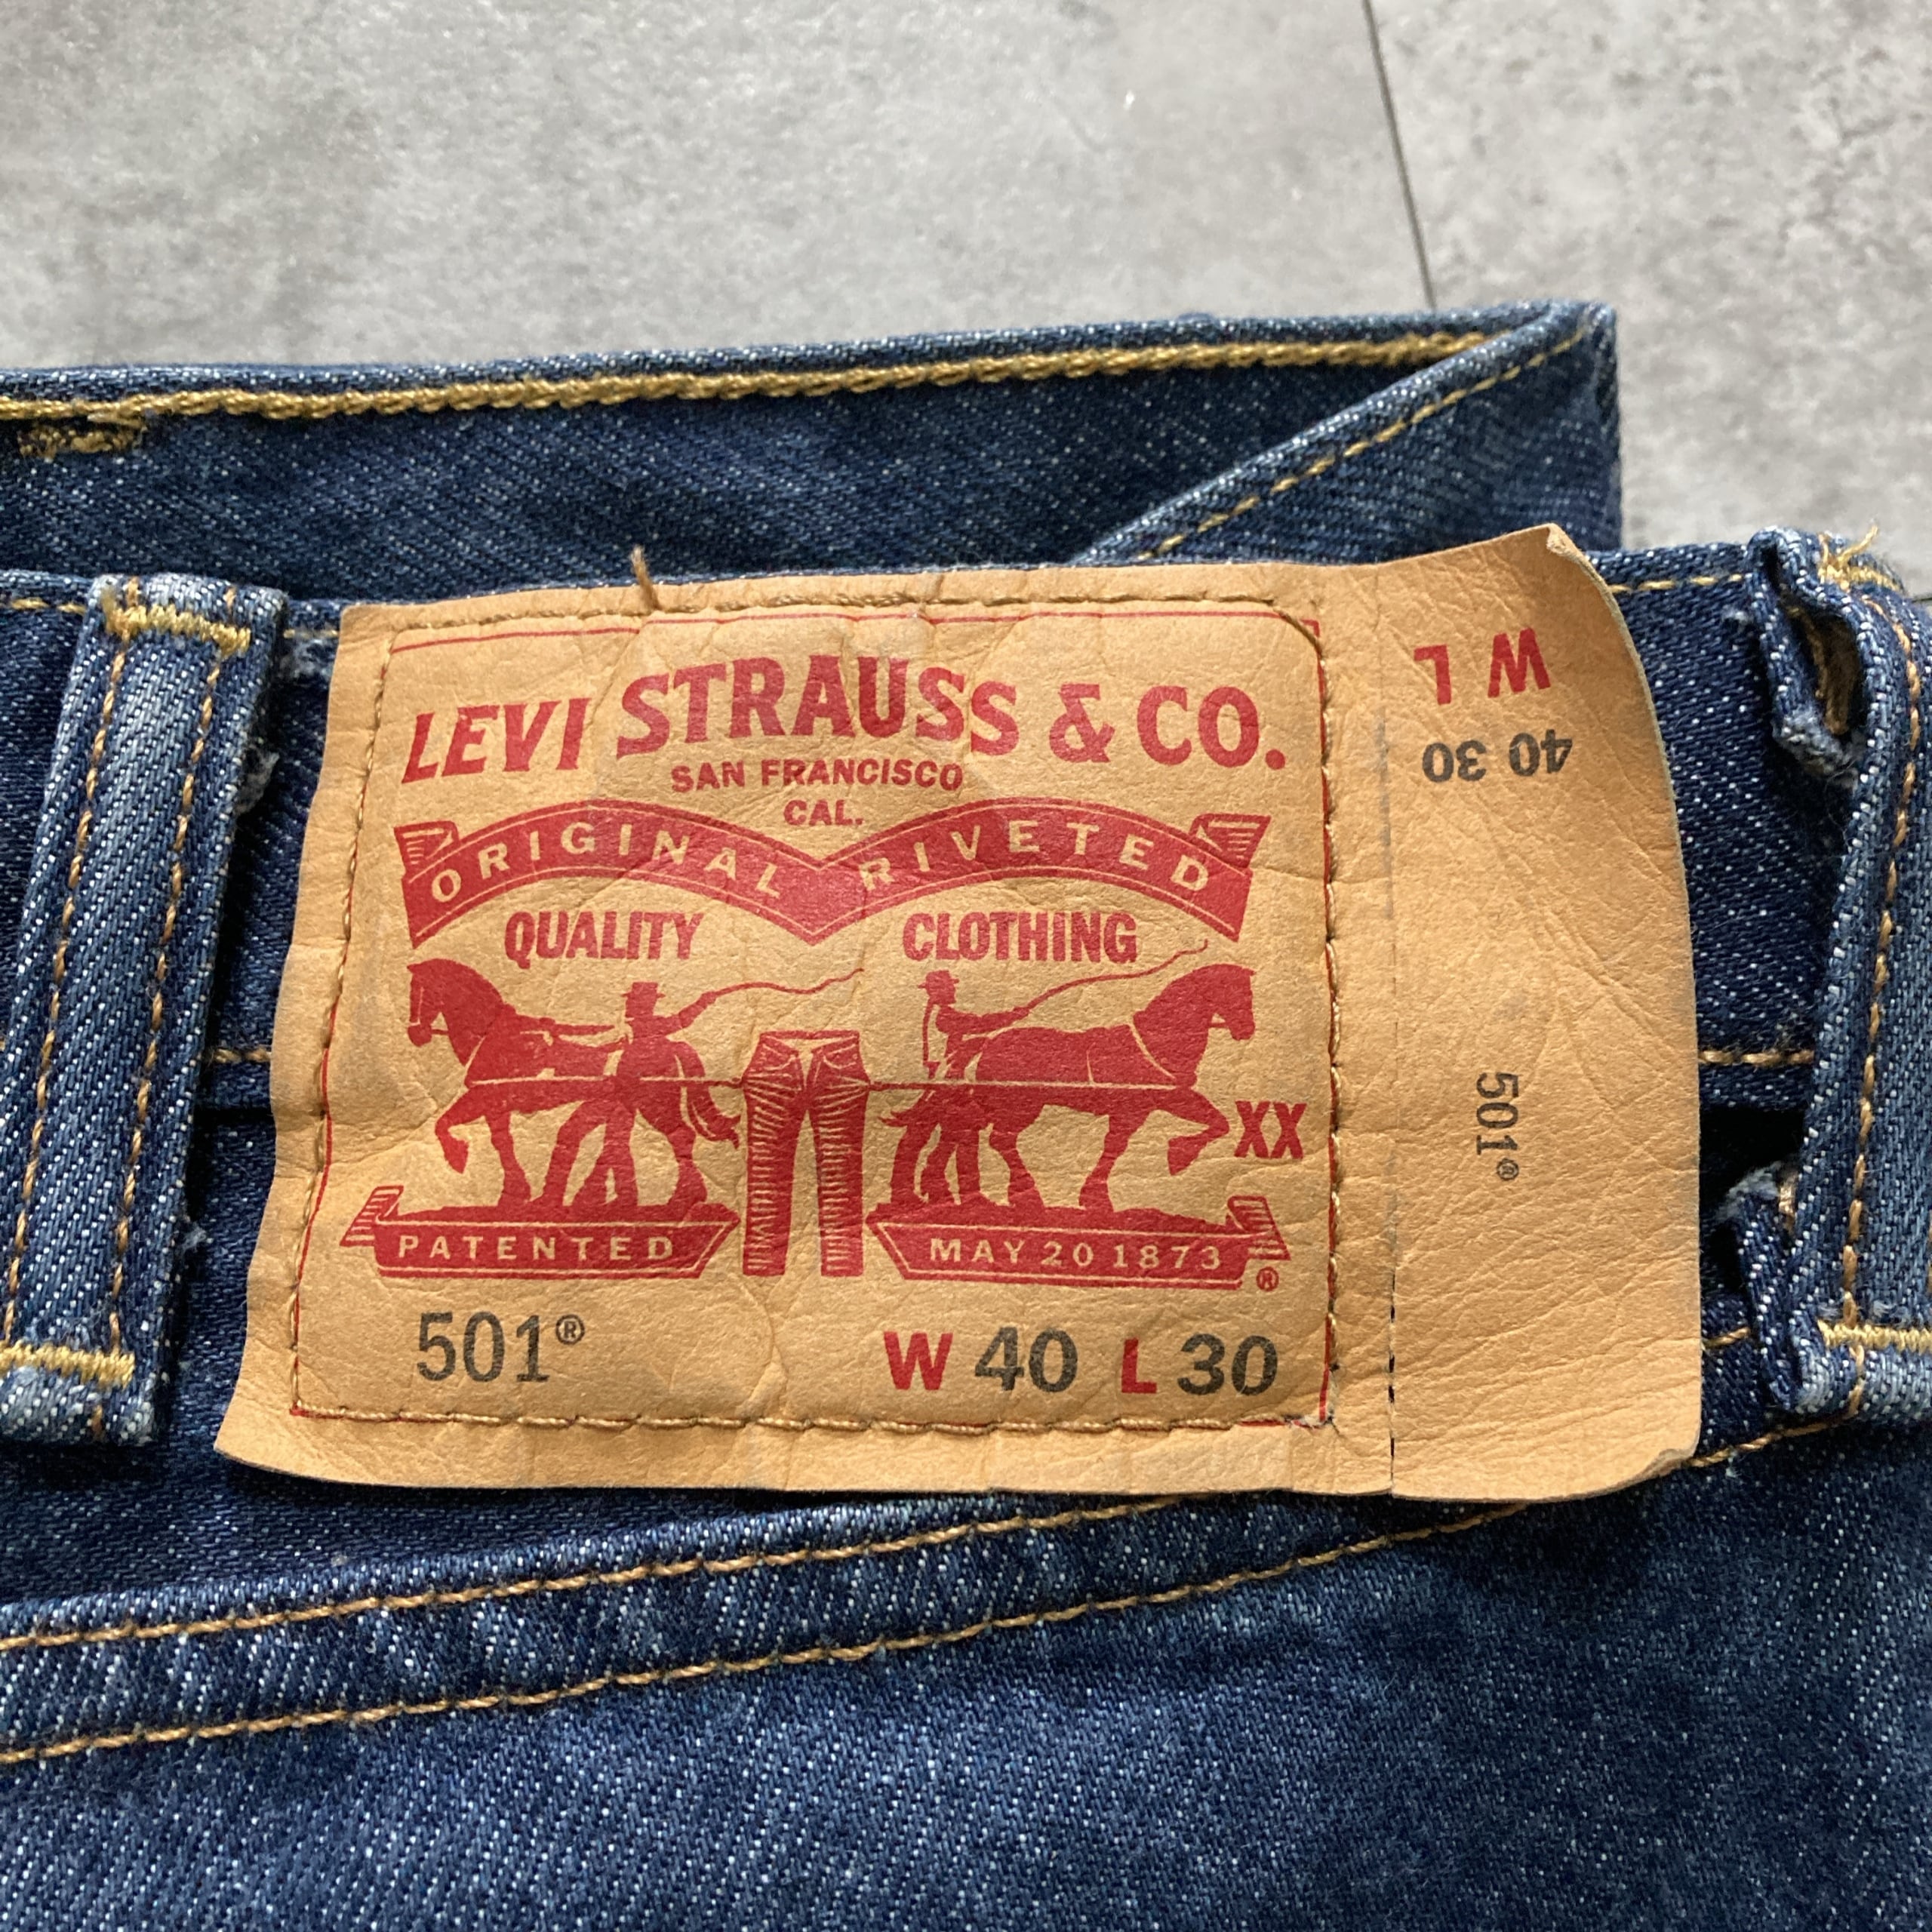 LEVI STRAUSS & CO.
SAN FRANCISCO
CAL.
ORIGINAL RIVETED
QUALITY CLOTHING
XX
PATENTED MAY 20 1873 ®
501® W 40 L 30
W L
40 30
501®